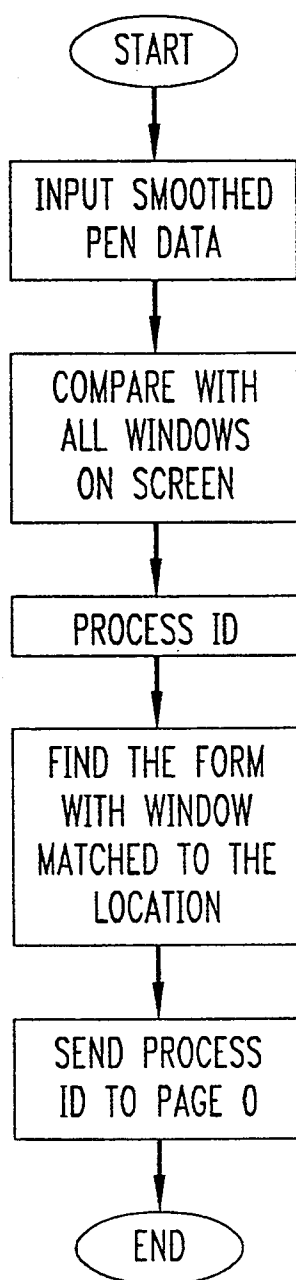 START
INPUT SMOOTHED
PEN DATA
COMPARE WITH
ALL WINDOWS
ON SCREEN
PROCESS ID
FIND THE FORM
WITH WINDOW
MATCHED TO THE
LOCATION
SEND PROCESS
ID TO PAGE 0
END